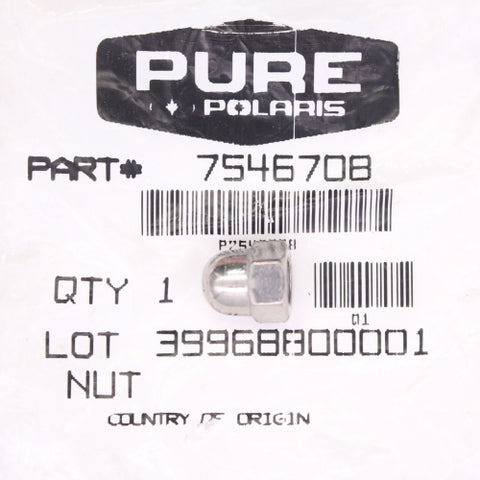 PURE
POLARIS
PART# 7546708
QTY 1
01
LOT 39968800001
NUT
COUNTRY OF ORIGIN